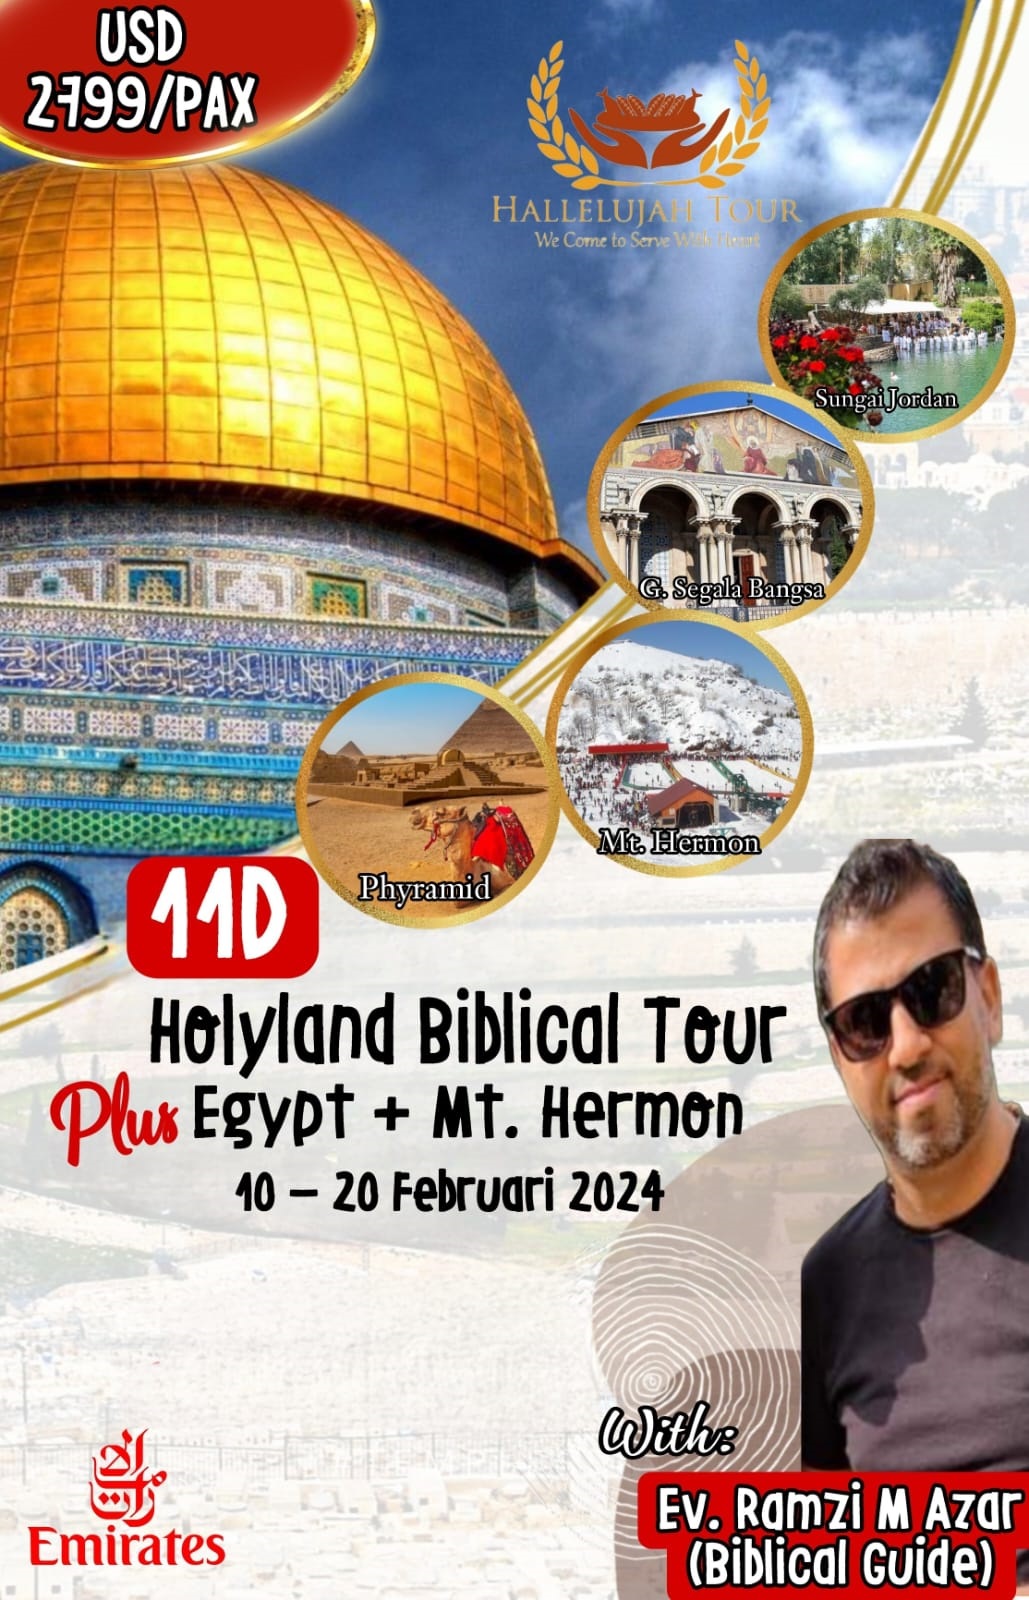 USD
2799/PAX
HALLELUJAH TOUR
We Come to Serve With Heart
Sungai Jordan
G. Segala Bangsa
Mt. Hermon
Phyramid
11D
Holyland Biblical Tour
Plus Egypt + Mt. Hermon
10 – 20 Februari 2024
With:
Ev. Ramzi M Azar
(Biblical Guide)
Emirates